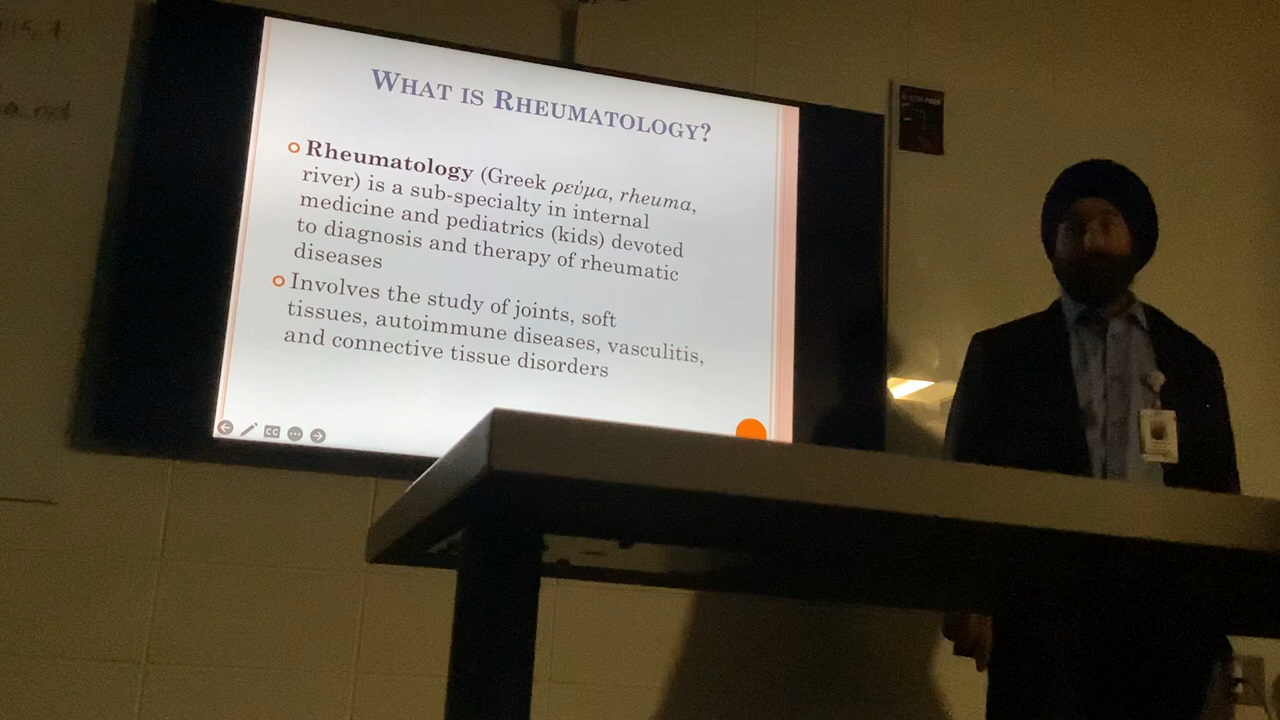 WHAT IS RHEUMATOLOGY?
Rheumatology (Greek ρεύμα, rheuma,
river) is a sub-specialty in internal
medicine and pediatrics (kids) devoted
to diagnosis and therapy of rheumatic
diseases
Involves the study of joints, soft
tissues, autoimmune diseases, vasculitis,
and connective tissue disorders
CC